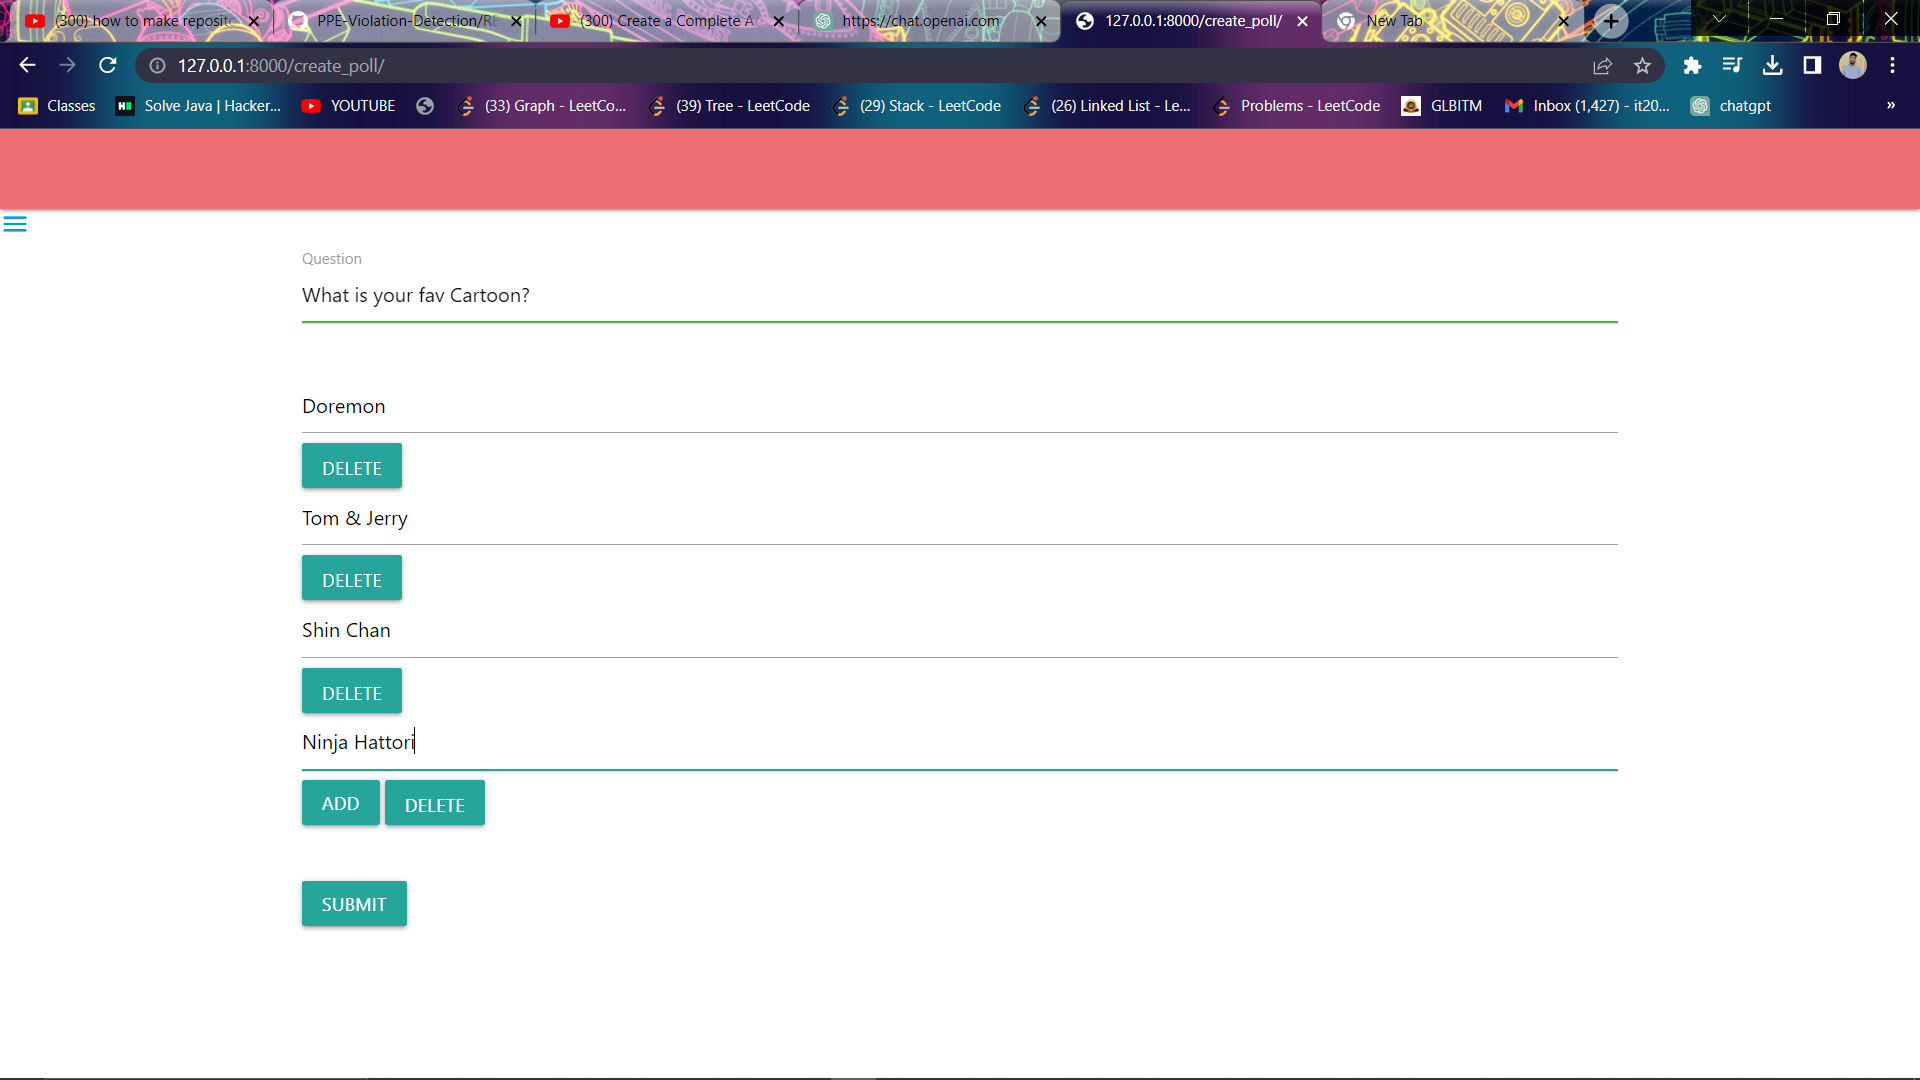 (300) how to make reposit
PPE-Violation-Detection/RE
(300) Create a Complete A
https://chat.openai.com
127.0.0.1:8000/create_poll/
New Tab
127.0.0.1:8000/create_poll/
Classes
Solve Java | Hacker...
YOUTUBE
(33) Graph - LeetCo...
(39) Tree - LeetCode
(29) Stack - LeetCode
(26) Linked List - Le...
Problems - LeetCode
GLBITM
Inbox (1,427) - it20...
chatgpt
»
Question
What is your fav Cartoon?
Doremon
DELETE
Tom & Jerry
DELETE
Shin Chan
DELETE
Ninja Hattori
ADD DELETE
SUBMIT